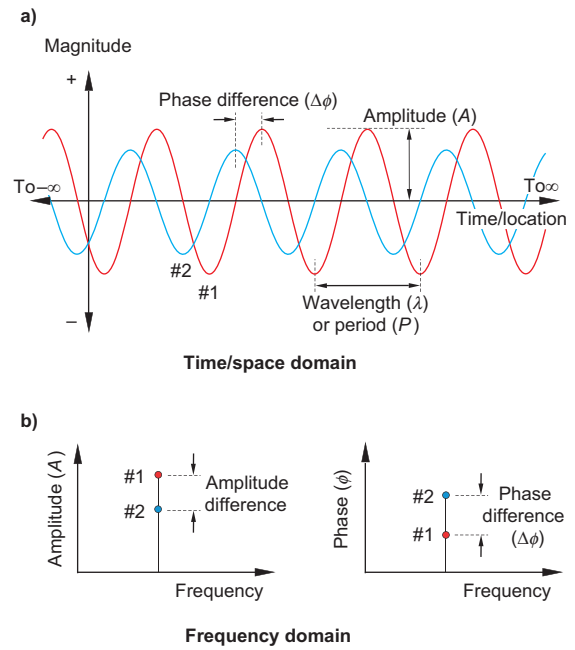 a)
Magnitude
+
Phase difference (Δϕ)
Amplitude (A)
To–∞
To∞
Time/location
#2
#1
Wavelength (λ)
or period (P)
–
Time/space domain
b)
Amplitude (A)
#1
#2
Amplitude
difference
Frequency
Phase (ϕ)
#2
#1
Phase
difference
(Δϕ)
Frequency
Frequency domain